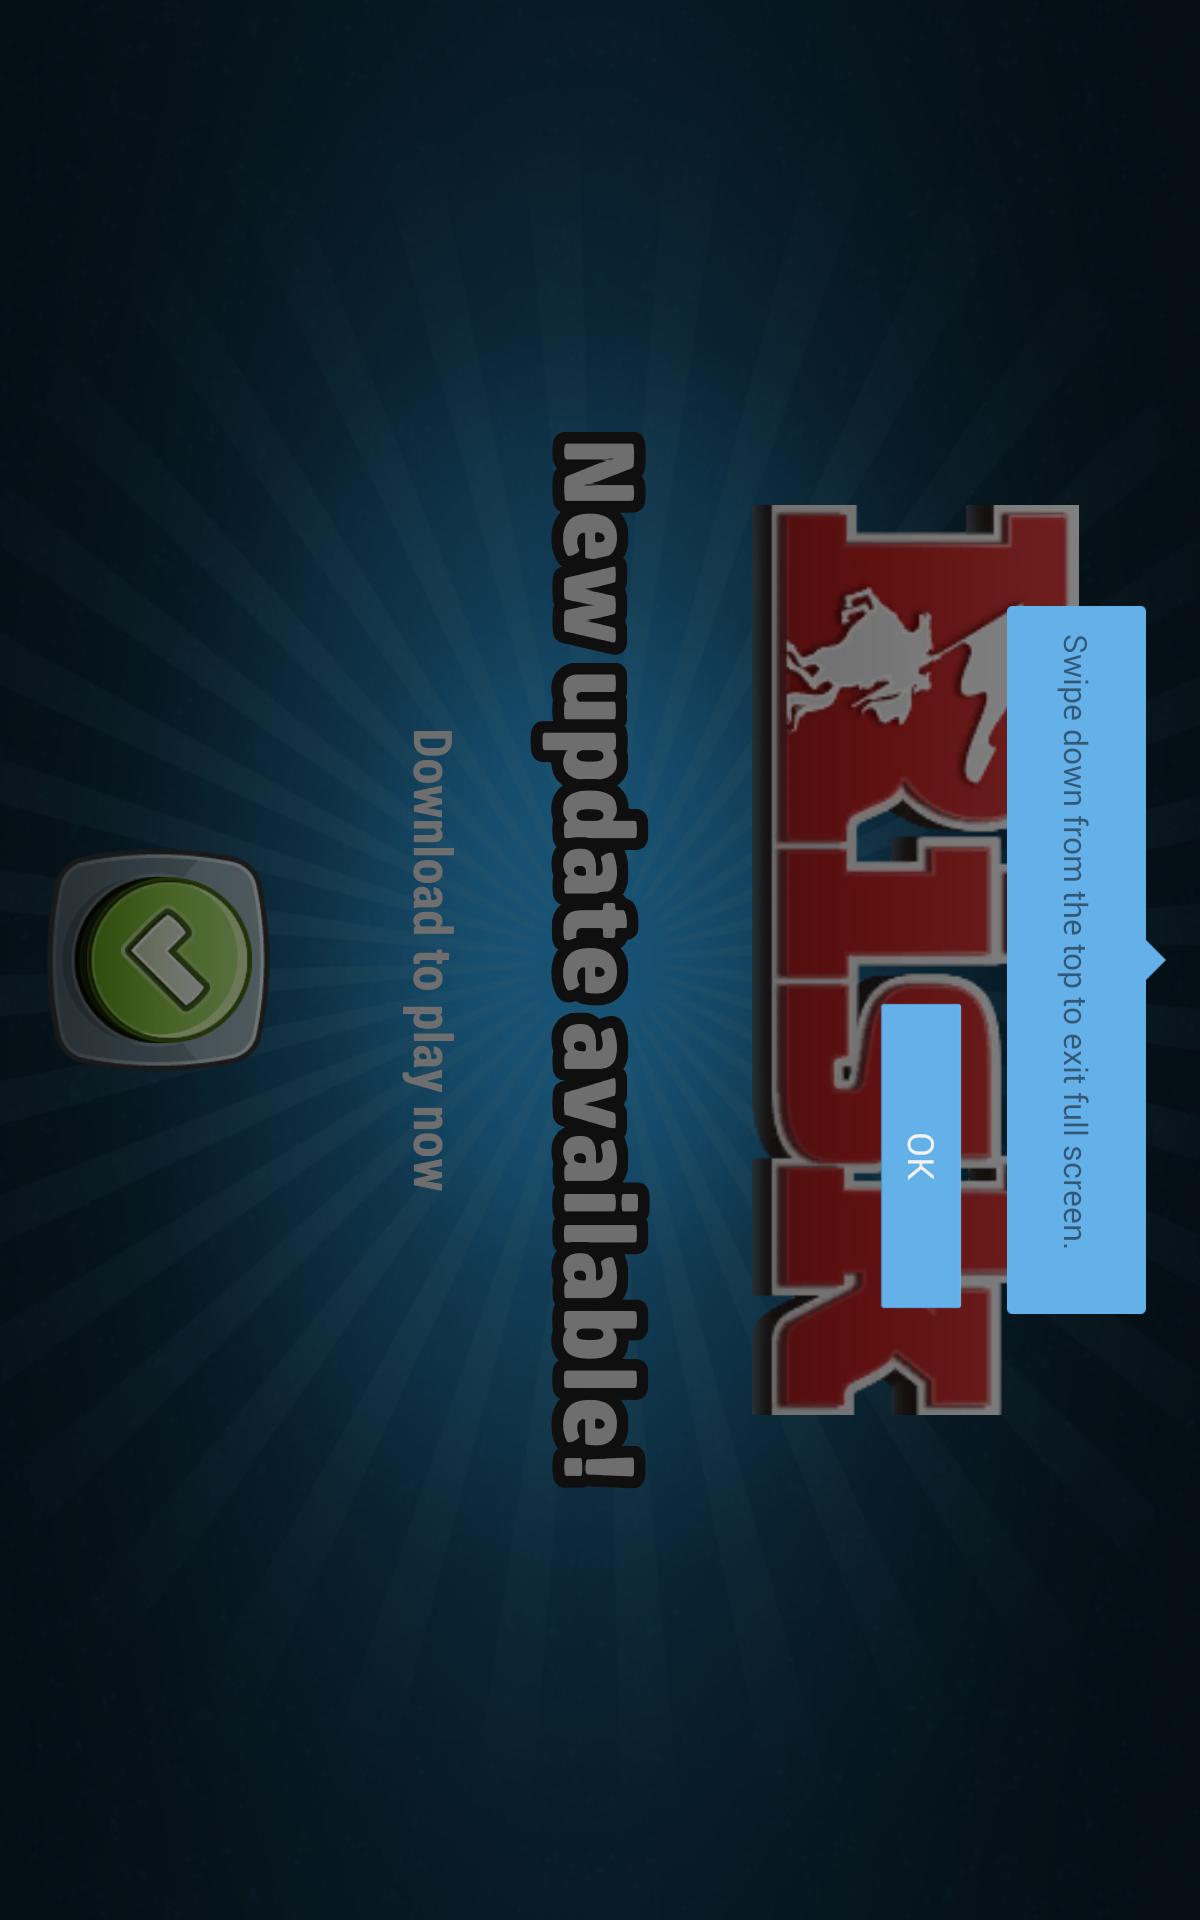 Swipe down from the top to exit full screen.
OK
RISK
New update available!
Download to play now